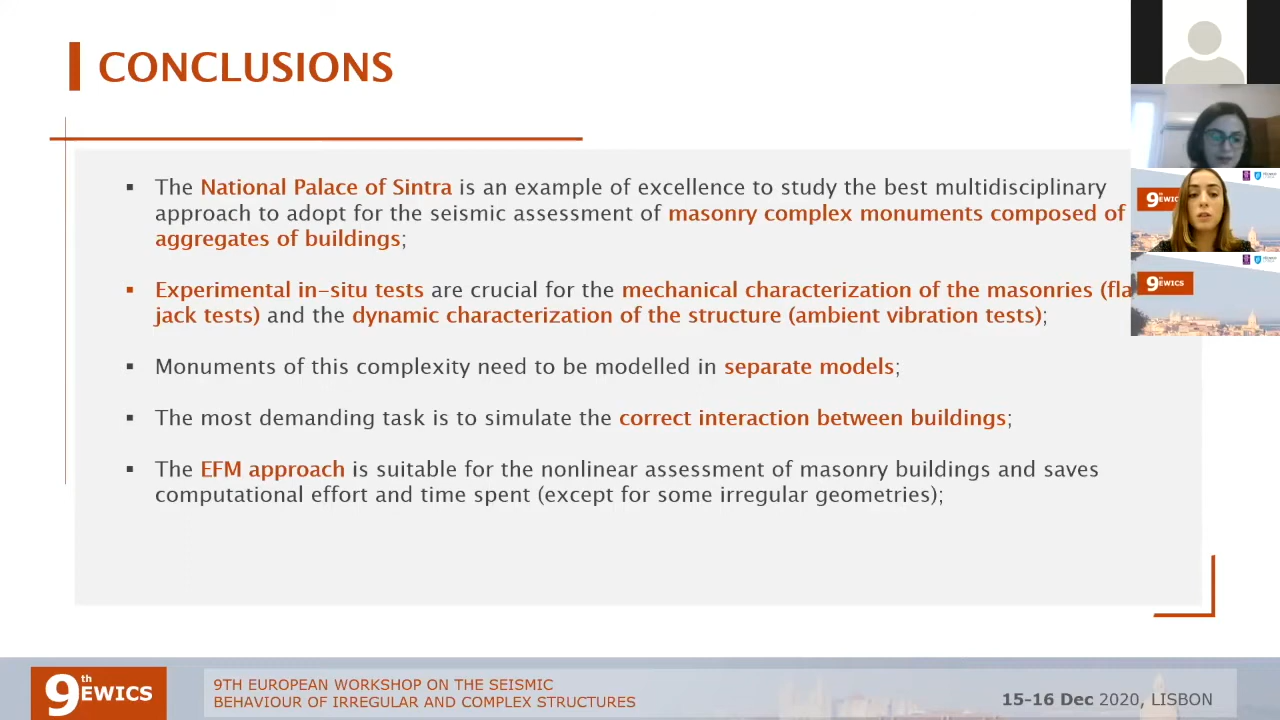 CONCLUSIONS
▪ The National Palace of Sintra is an example of excellence to study the best multidisciplinary
approach to adopt for the seismic assessment of masonry complex monuments composed of
aggregates of buildings;
▪ Experimental in-situ tests are crucial for the mechanical characterization of the masonries (fla
jack tests) and the dynamic characterization of the structure (ambient vibration tests);
▪ Monuments of this complexity need to be modelled in separate models;
▪ The most demanding task is to simulate the correct interaction between buildings;
▪ The EFM approach is suitable for the nonlinear assessment of masonry buildings and saves
computational effort and time spent (except for some irregular geometries);
9 EWIC
9 EWICS
9th EWICS
9TH EUROPEAN WORKSHOP ON THE SEISMIC
BEHAVIOUR OF IRREGULAR AND COMPLEX STRUCTURES
15-16 Dec 2020, LISBON